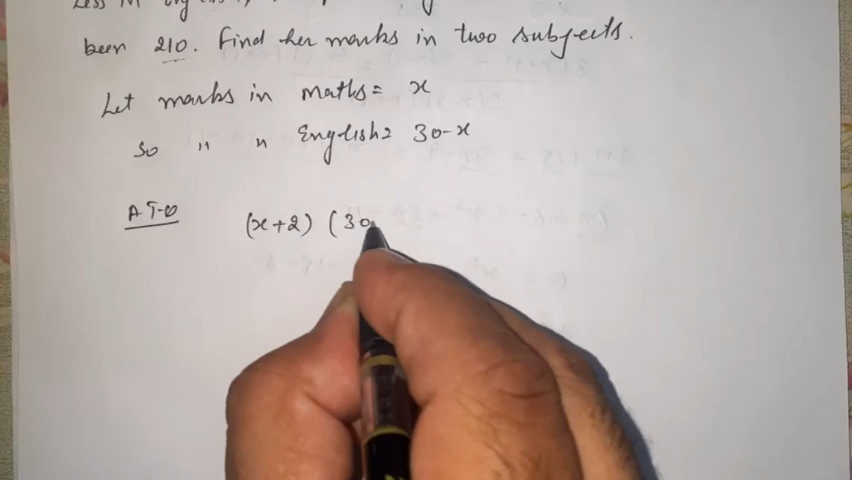 been 210. Find her marks in two subjects.
Let marks in maths = x
So " " English = 30-x
A T-Q
(x+2) (30